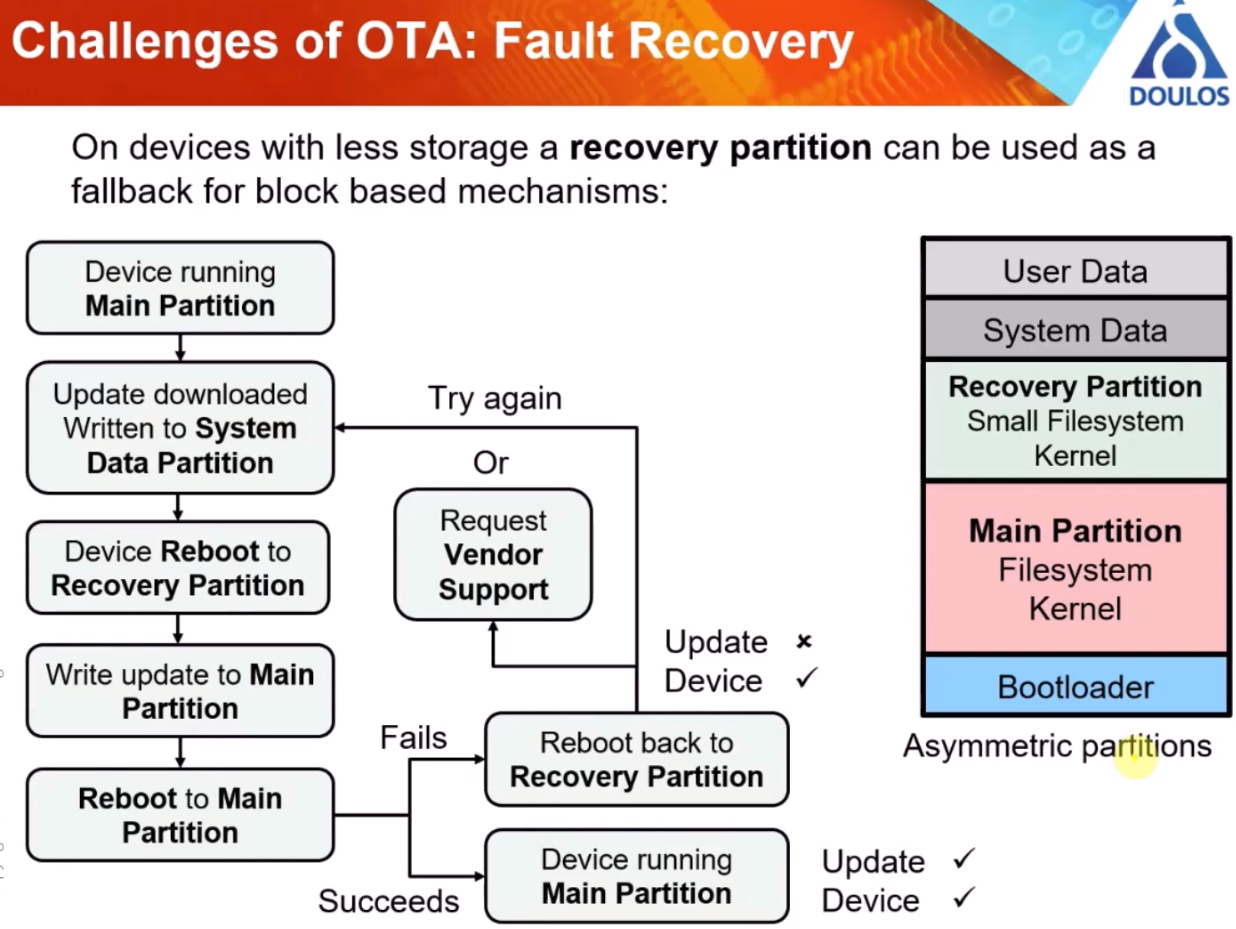 Challenges of OTA: Fault Recovery
DOULOS
On devices with less storage a recovery partition can be used as a
fallback for block based mechanisms:
Device running
Main Partition
Update downloaded
Written to System
Data Partition
Device Reboot to
Recovery Partition
Write update to Main
Partition
Reboot to Main
Partition
Try again
Or
Request
Vendor
Support
Update ×
Device ✓
Fails
Reboot back to
Recovery Partition
Succeeds
Device running
Main Partition
Update ✓
Device ✓
User Data
System Data
Recovery Partition
Small Filesystem
Kernel
Main Partition
Filesystem
Kernel
Bootloader
Asymmetric partitions